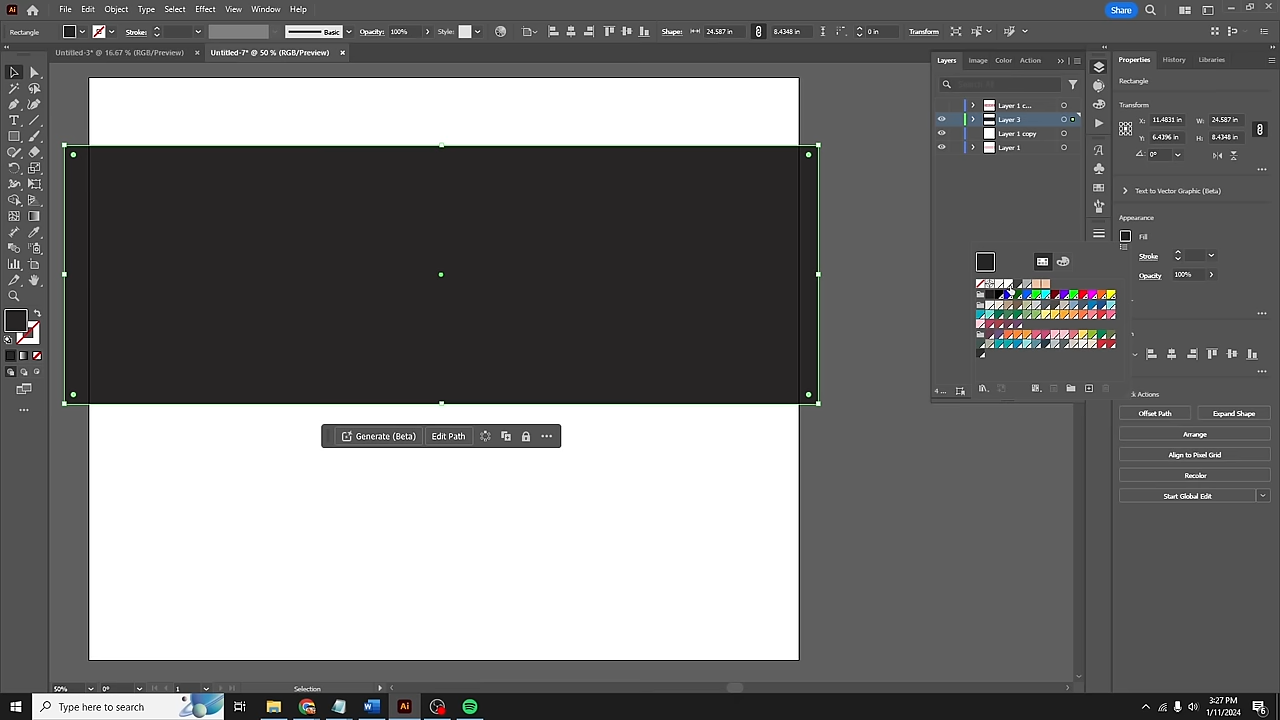 Ai File Edit Object Type Select Effect View Window Help Share
Rectangle Stroke: Basic Opacity: 100% Style: Shape: 24.587 in 8.4348 in 0 in Transform
Untitled-3* @ 16.67 % (RGB/Preview) × Untitled-7* @ 50 % (RGB/Preview) ×
Layers Image Color Action
Properties History Libraries
Rectangle
Transform
Layer 1 c...
Layer 3
Layer 1 copy
Layer 1
X: 11.4831 in W: 24.587 in
Y: 6.4396 in H: 8.4348 in
0°
Text to Vector Graphic (Beta)
Appearance
Fill
Stroke
Opacity 100%
4 ...
k Actions
Offset Path Expand Shape
Arrange
Align to Pixel Grid
Recolor
Start Global Edit
Generate (Beta) Edit Path
50% 0° 1 Selection
Type here to search
Ai
3:27 PM
1/11/2024